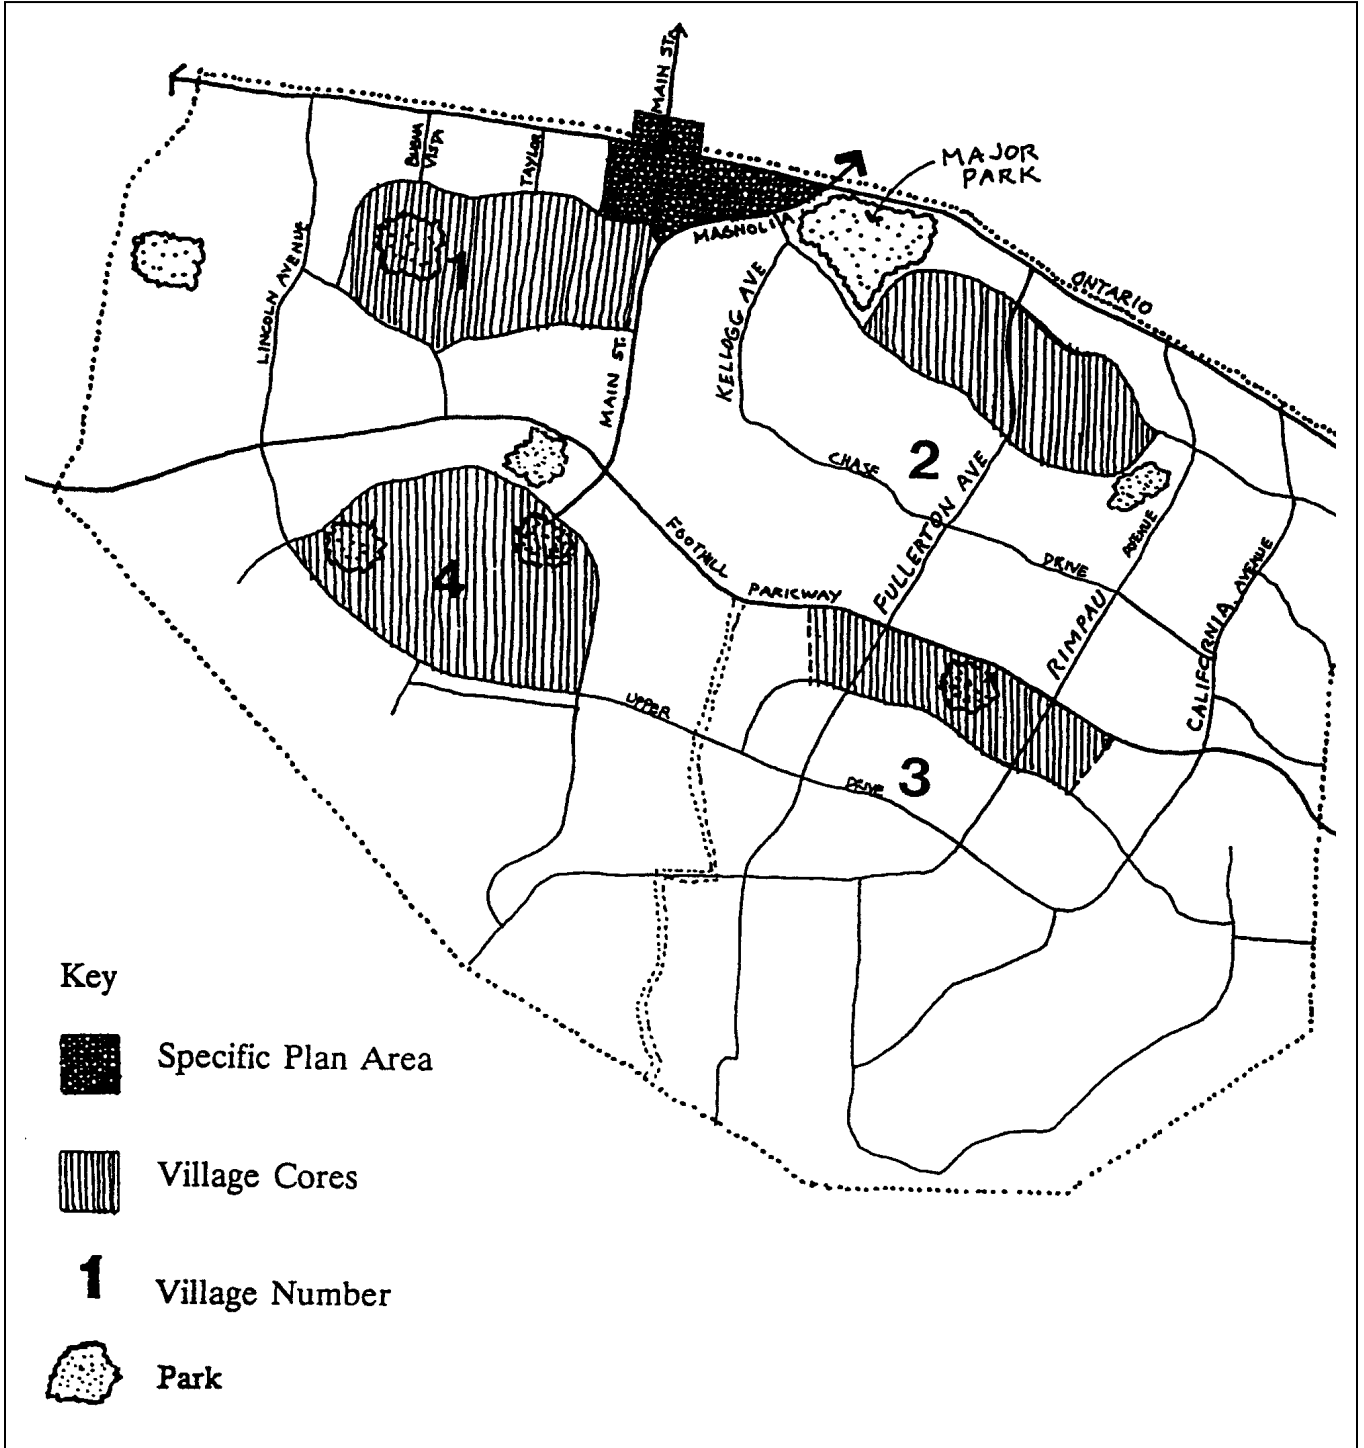 MAIN ST.
BUENA
VISTA
TAYLOR
MAJOR
PARK
MAGNOLIA
LINCOLN AVENUE
KELLOGG AVE
ONTARIO
1
MAIN ST.
2
CHASE
FULLERTON AVE
DRIVE
AVENUE
RIMPAU
CALIFORNIA AVENUE
FOOTHILL
PARKWAY
4
UPPER
3
DRIVE
Key
Specific Plan Area
Village Cores
1 Village Number
Park